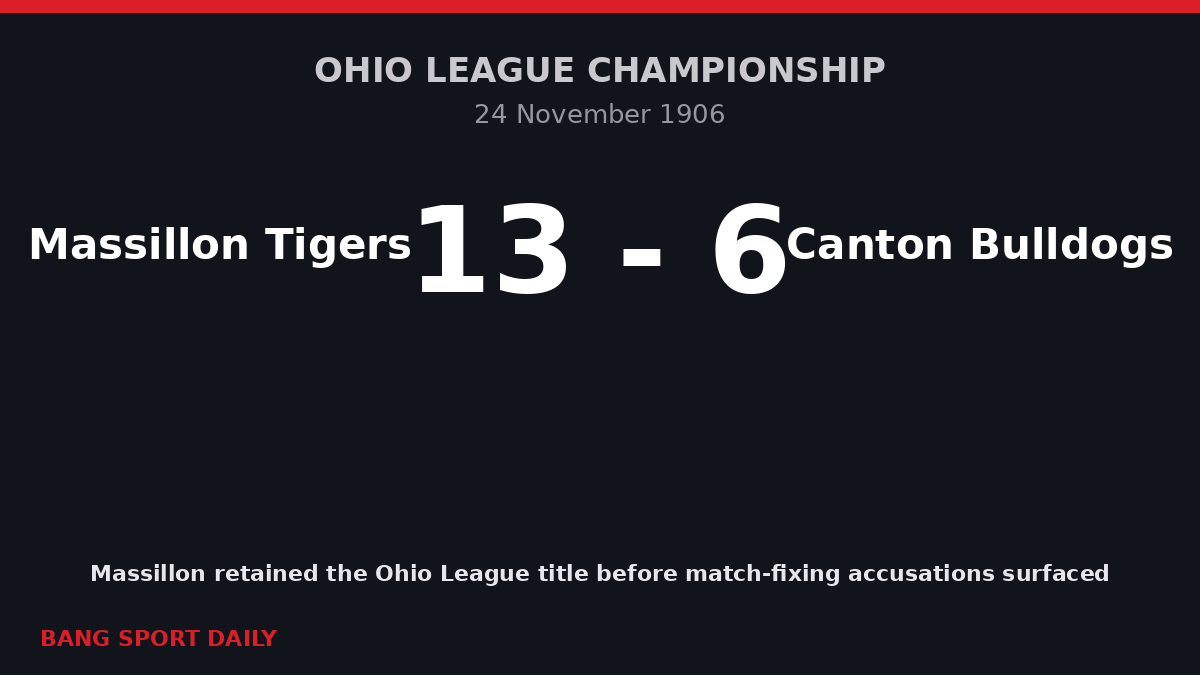 OHIO LEAGUE CHAMPIONSHIP
24 November 1906
Massillon Tigers 13 - 6 Canton Bulldogs
Massillon retained the Ohio League title before match-fixing accusations surfaced
BANG SPORT DAILY